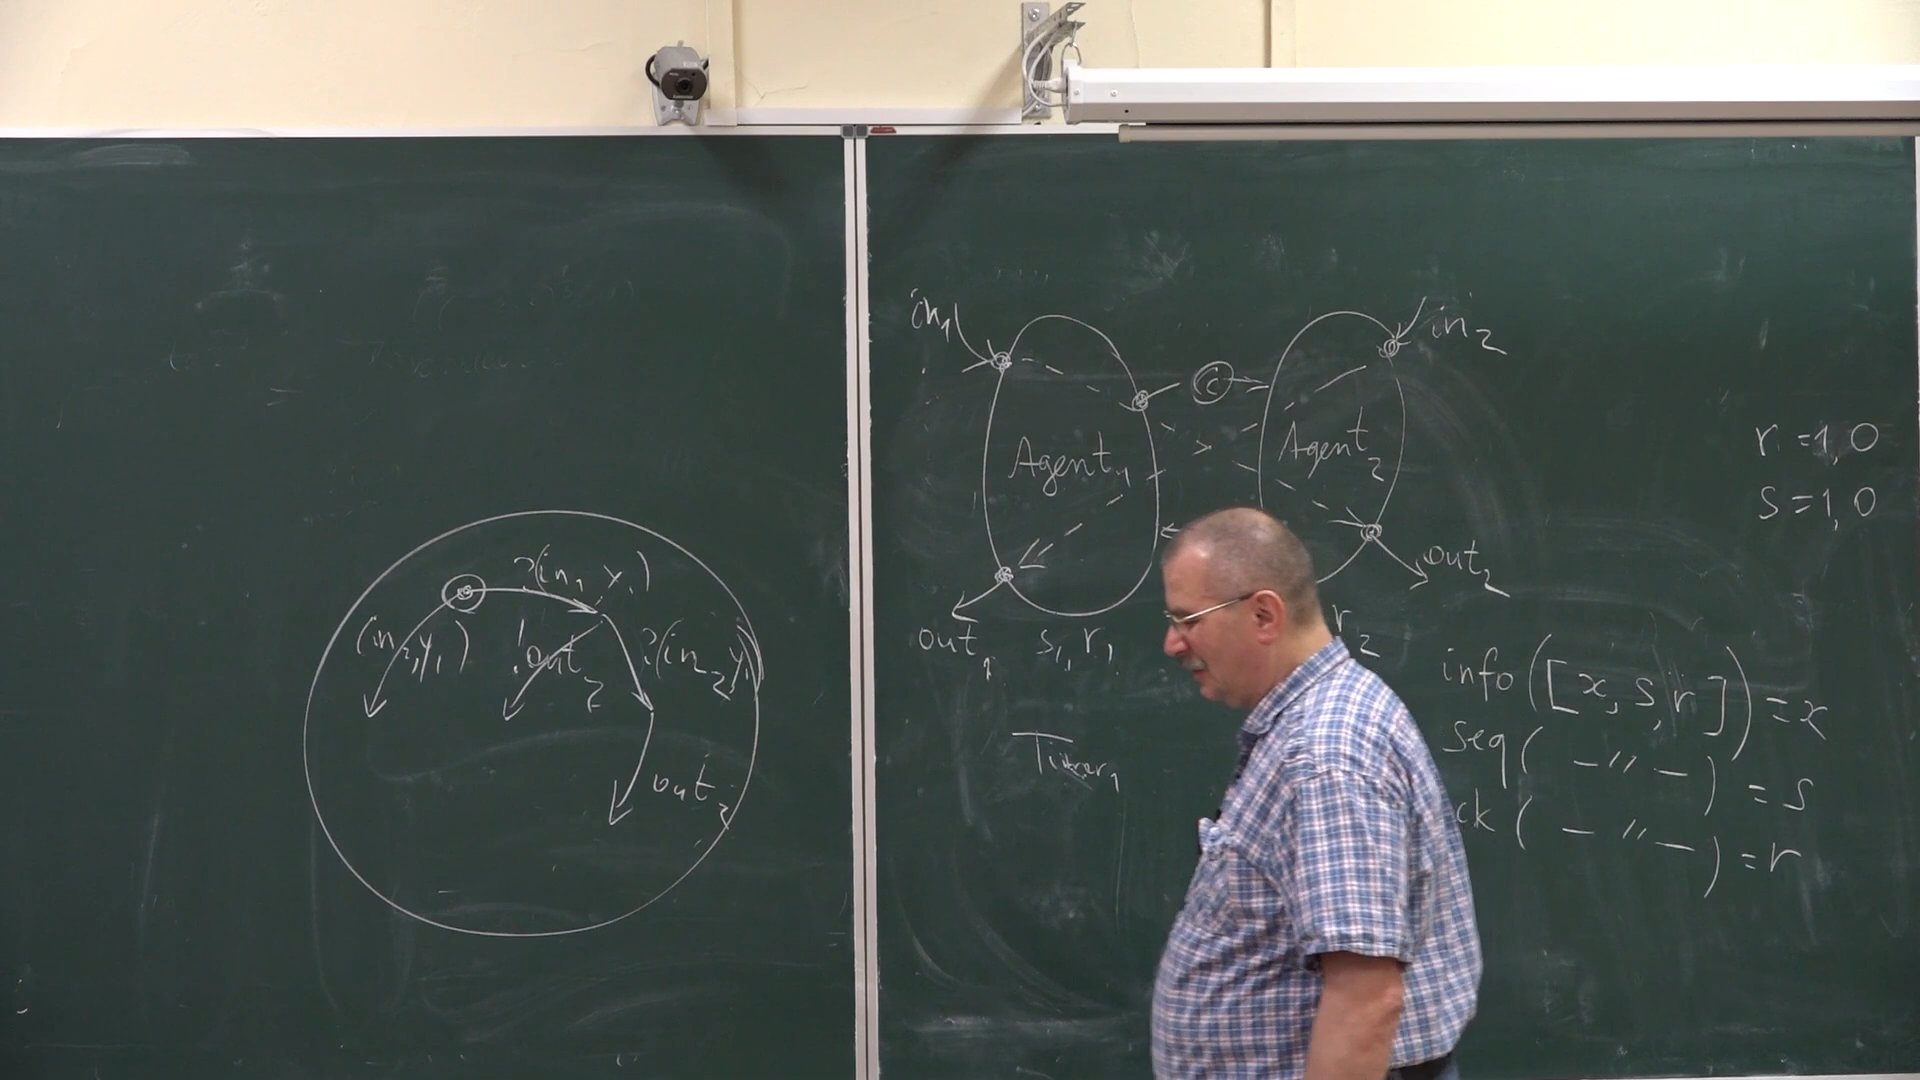 ?(in₁, y₁)
(in₂, y₁)
!out₂
?(in₂ y₁)
out₂
in₁
in₂
c
Agent₁
Agent₂
out₁
s₁, r₁
r₂
out₂
Timer₁
r = 1, 0
s = 1, 0
info ([x, s, r]) = x
seq ( — 〃 — ) = s
ck ( — 〃 — ) = r